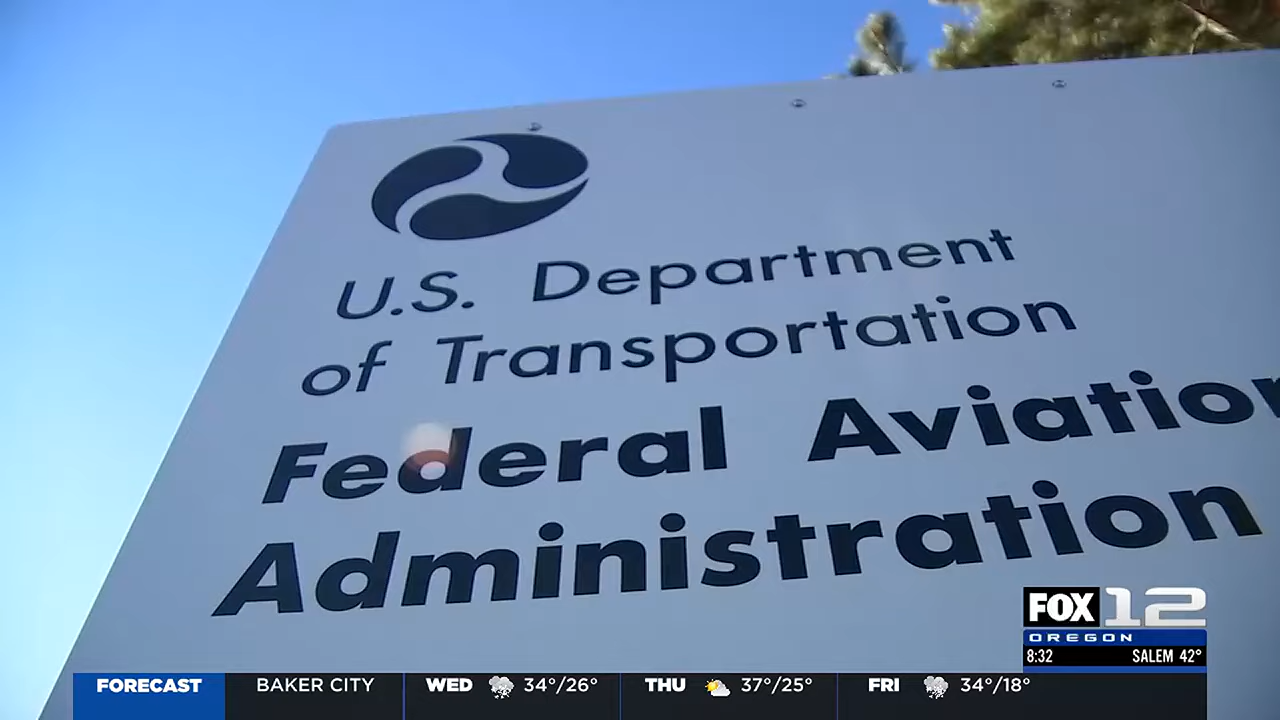 U.S. Department
of Transportation
Federal Aviation
Administration
FOX 12
OREGON
8:32 SALEM 42°
FORECAST BAKER CITY WED 34°/26° THU 37°/25° FRI 34°/18°